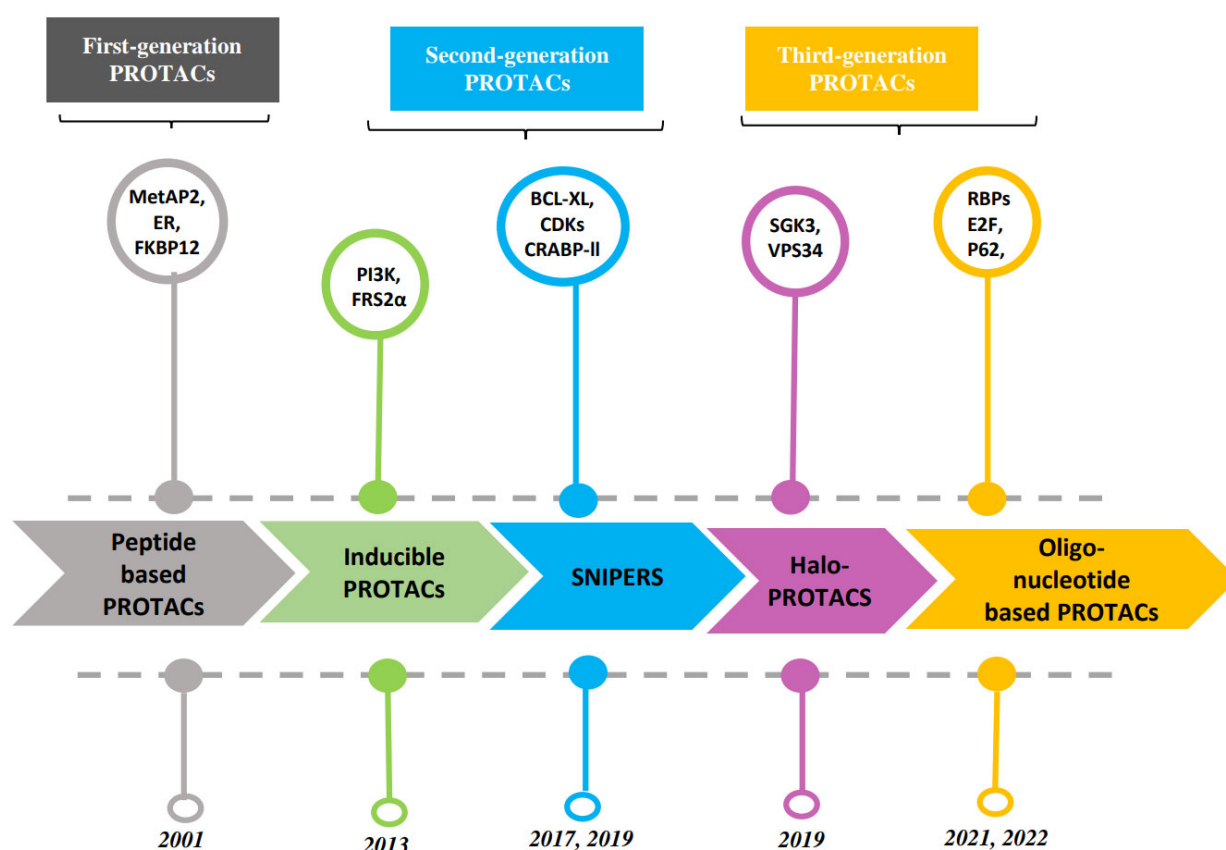 First-generation
PROTACs
Second-generation
PROTACs
Third-generation
PROTACs
MetAP2,
ER,
FKBP12
PI3K,
FRS2α
BCL-XL,
CDKs
CRABP-ll
SGK3,
VPS34
RBPs
E2F,
P62,
Peptide
based
PROTACs
Inducible
PROTACs
SNIPERS
Halo-
PROTACS
Oligo-
nucleotide
based PROTACs
2001
2013
2017, 2019
2019
2021, 2022